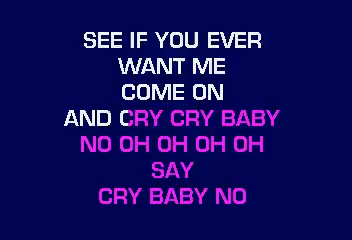 SEE IF YOU EVER
WANT ME
COME ON
AND CRY CRY BABY
NO OH OH OH OH
SAY
CRY BABY NO